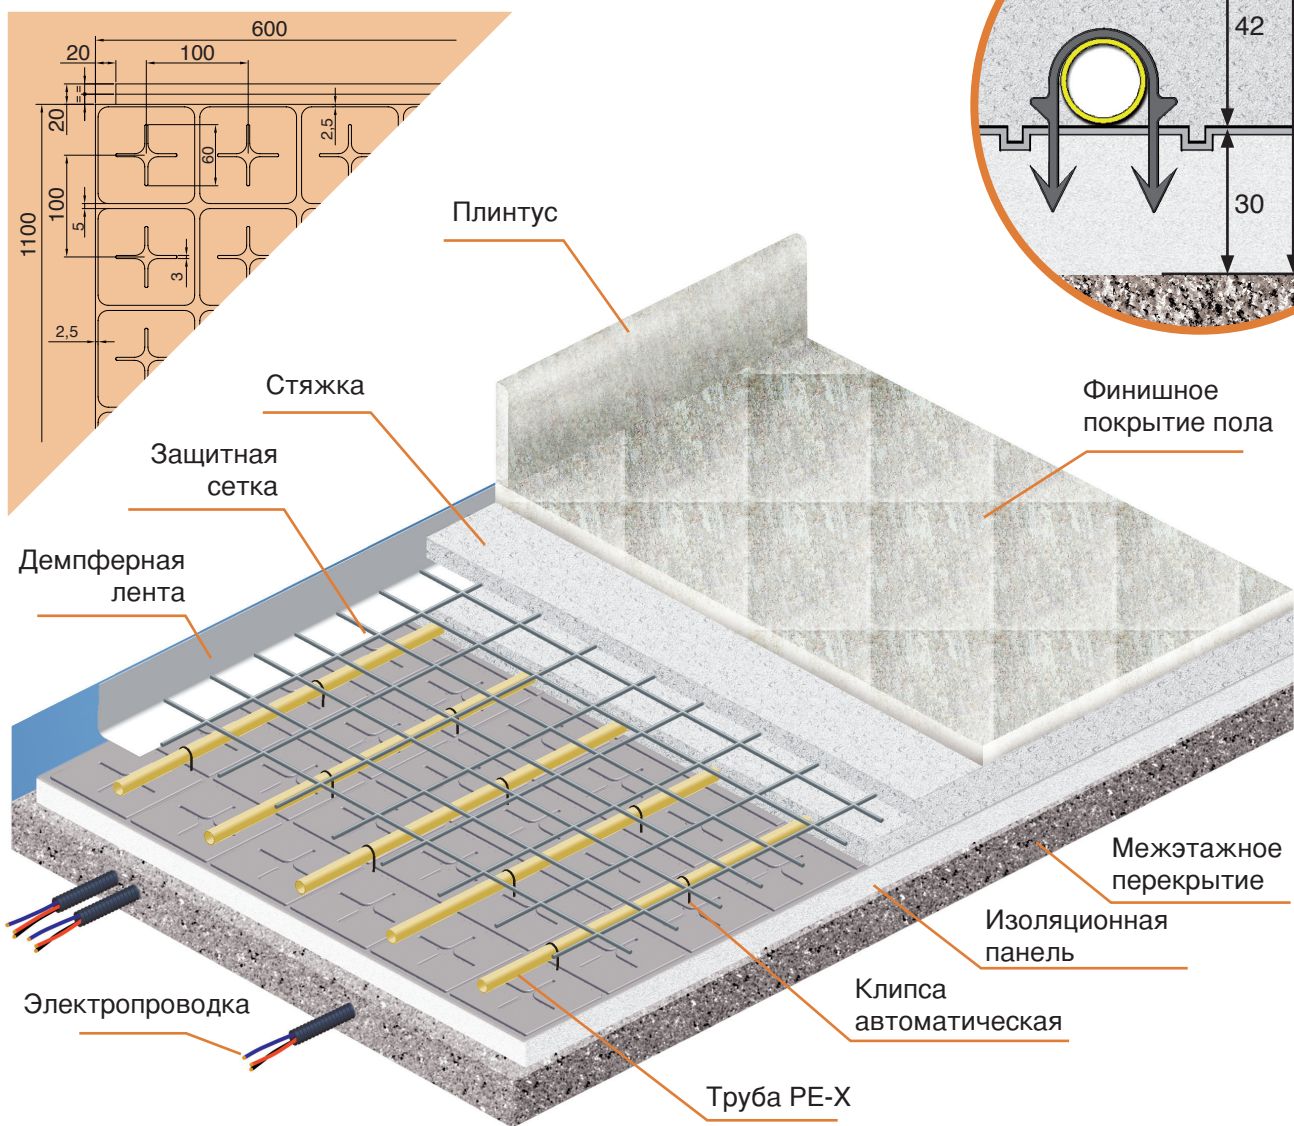 600
20
100
=
=
20
2,5
60
100
5
1100
3
2,5
42
30
Плинтус
Стяжка
Финишное
покрытие пола
Защитная
сетка
Демпферная
лента
Межэтажное
перекрытие
Изоляционная
панель
Клипса
автоматическая
Электропроводка
Труба PE-X